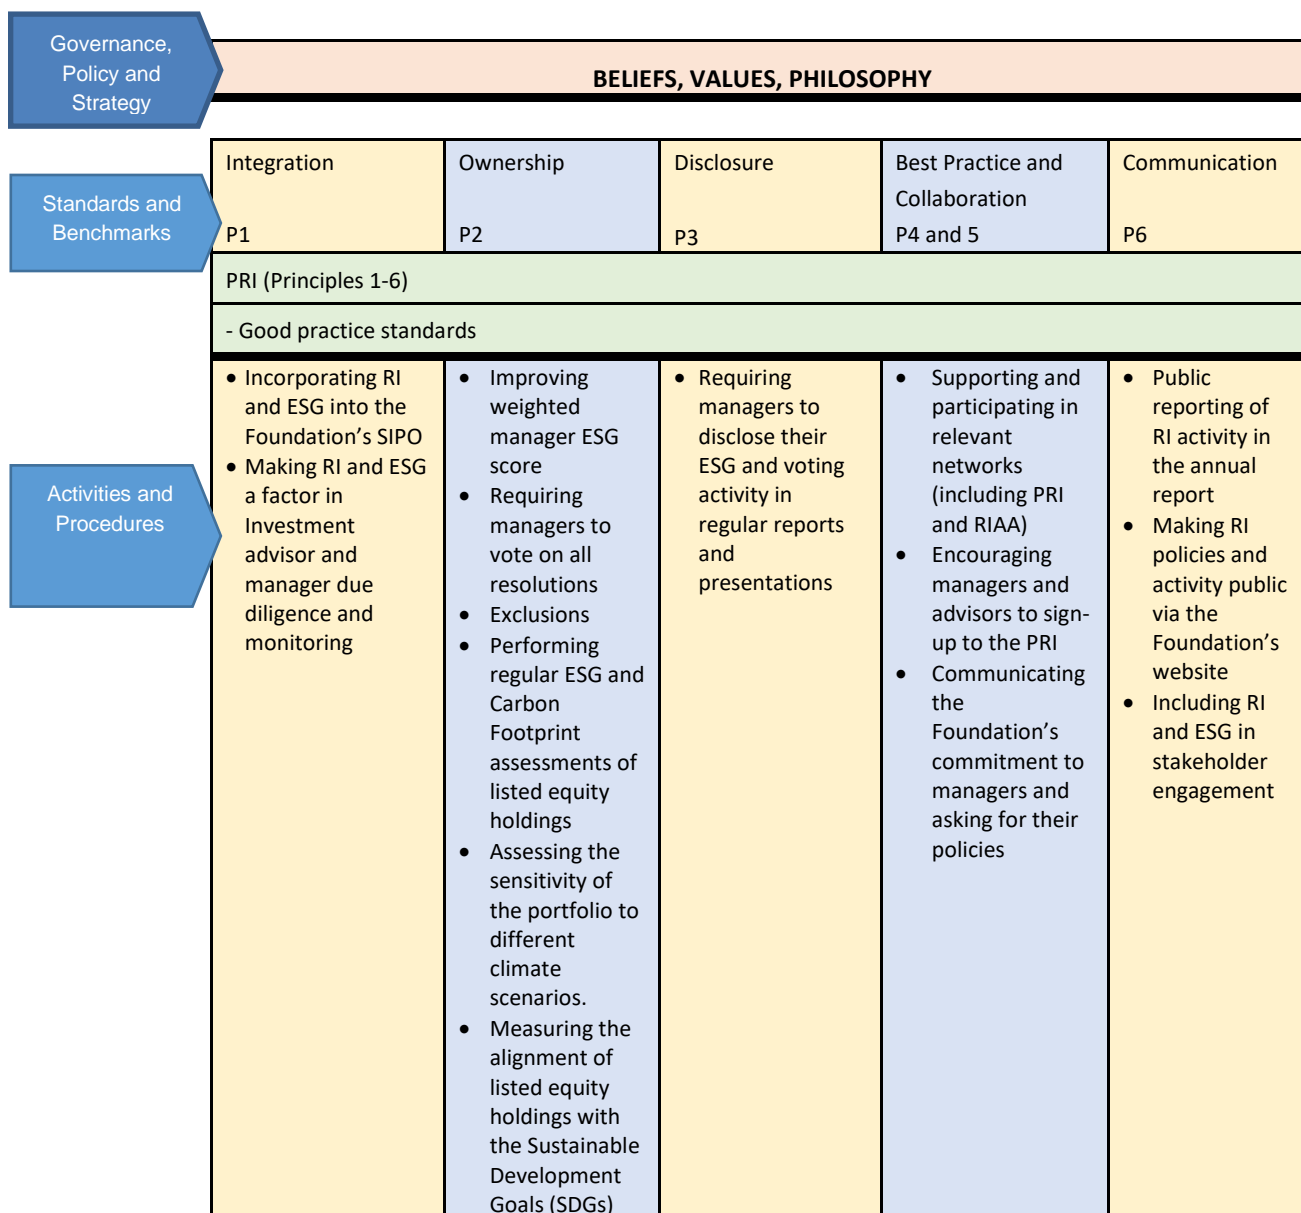 Governance,
Policy and
Strategy
BELIEFS, VALUES, PHILOSOPHY
Standards and
Benchmarks
Integration
P1
Ownership
P2
Disclosure
P3
Best Practice and
Collaboration
P4 and 5
Communication
P6
PRI (Principles 1-6)
- Good practice standards
Activities and
Procedures
• Incorporating RI
and ESG into the
Foundation’s SIPO
• Making RI and ESG
a factor in
Investment
advisor and
manager due
diligence and
monitoring
• Improving
weighted
manager ESG
score
• Requiring
managers to
vote on all
resolutions
• Exclusions
• Performing
regular ESG and
Carbon
Footprint
assessments of
listed equity
holdings
• Assessing the
sensitivity of
the portfolio to
different
climate
scenarios.
• Measuring the
alignment of
listed equity
holdings with
the Sustainable
Development
Goals (SDGs)
• Requiring
managers to
disclose their
ESG and voting
activity in
regular reports
and
presentations
• Supporting and
participating in
relevant
networks
(including PRI
and RIAA)
• Encouraging
managers and
advisors to sign-
up to the PRI
• Communicating
the
Foundation’s
commitment to
managers and
asking for their
policies
• Public
reporting of
RI activity in
the annual
report
• Making RI
policies and
activity public
via the
Foundation’s
website
• Including RI
and ESG in
stakeholder
engagement